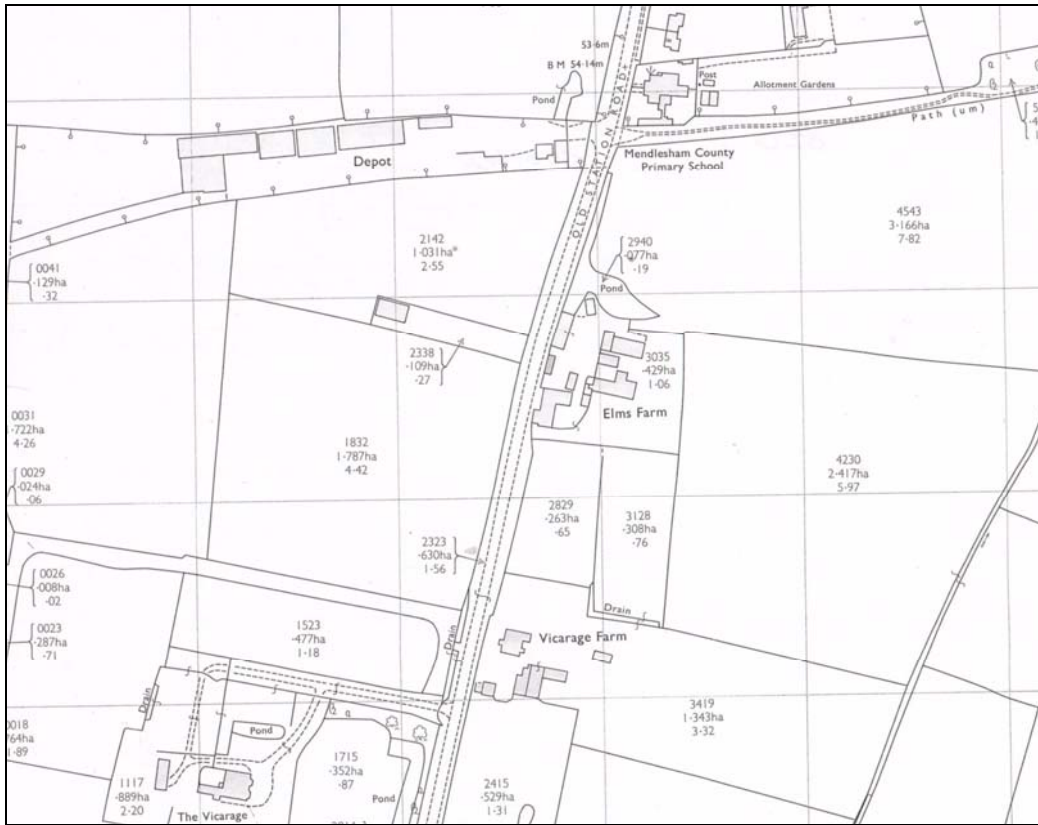 53·6m
B M 54·14m
Pond
Post
Allotment Gardens
Path (um)
Depot
Mendlesham County
Primary School
OLD STATION ROAD
4543
3·166ha
7·82
2142
1·031ha*
2·55
2940
·077ha
·19
Pond
0041
·129ha
·32
2338
·109ha
·27
3035
·429ha
1·06
Elms Farm
0031
·722ha
4·26
0029
·024ha
·06
1832
1·787ha
4·42
4230
2·417ha
5·97
2829
·263ha
·65
3128
·308ha
·76
2323
·630ha
1·56
0026
·008ha
·02
0023
·287ha
·71
1523
·477ha
1·18
Drain
Drain
Vicarage Farm
Drain
3419
1·343ha
3·32
0018
764ha
1·89
Pond
1715
·352ha
·87
Pond
1117
·889ha
2·20
The Vicarage
2415
·529ha
1·31